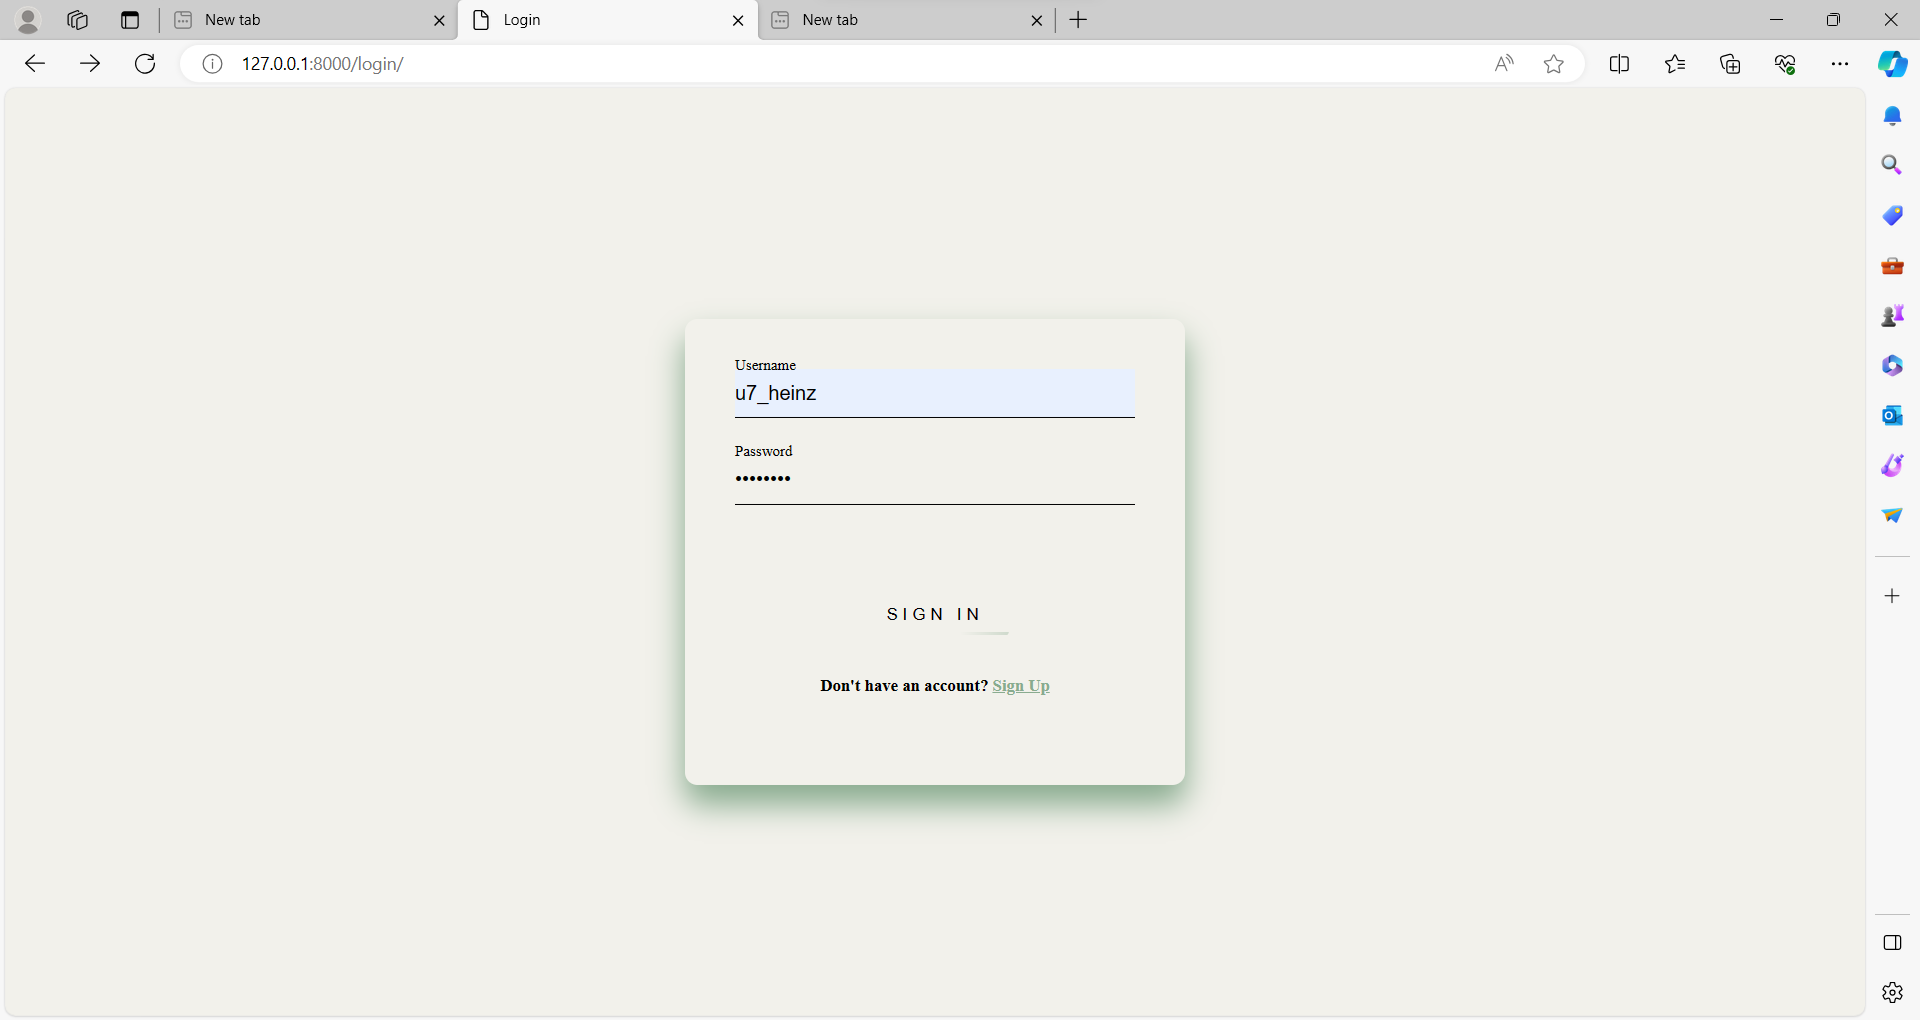 New tab
Login
New tab
127.0.0.1:8000/login/
Username
u7_heinz
Password
••••••••
SIGN IN
Don't have an account? Sign Up